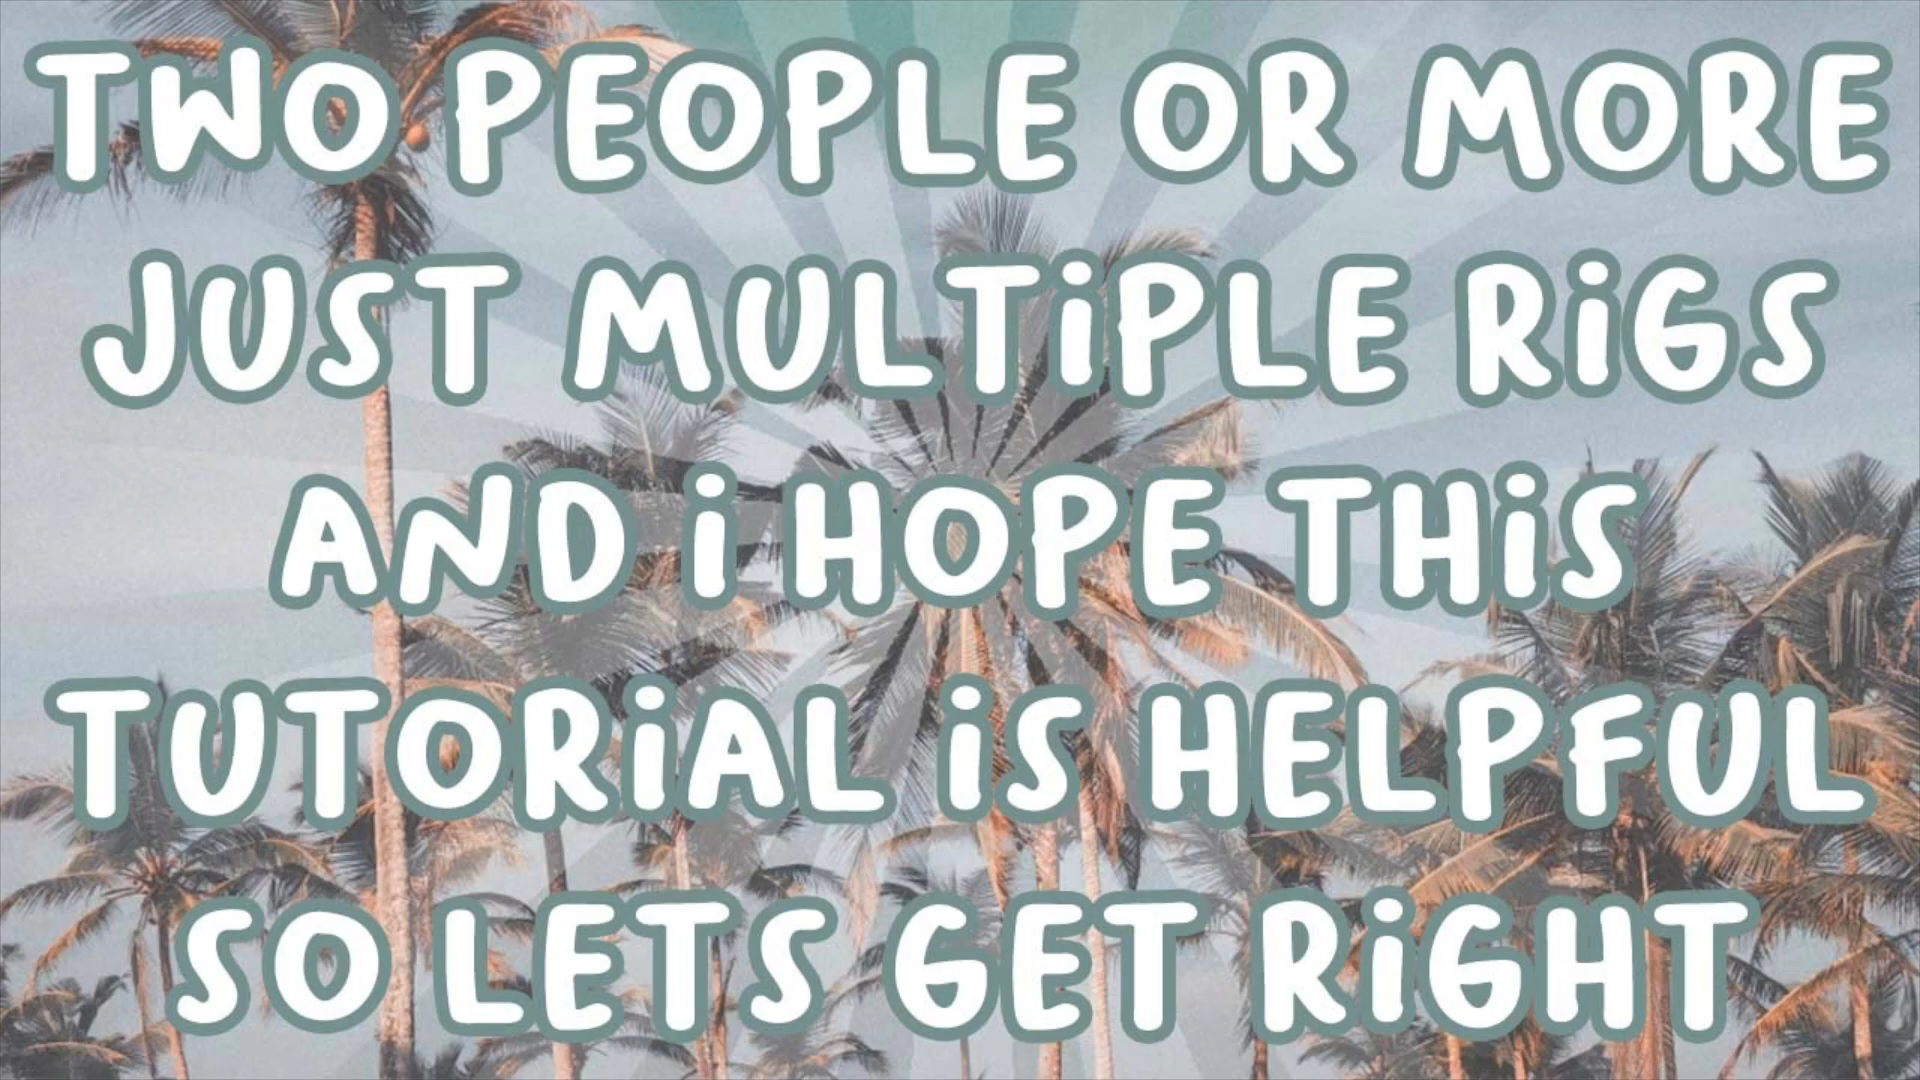 TWO PEOPLE OR MORE
JUST MULTiPLE RiGS
AND i HOPE THiS
TUTORiAL iS HELPFUL
SO LETS GET RiGHT